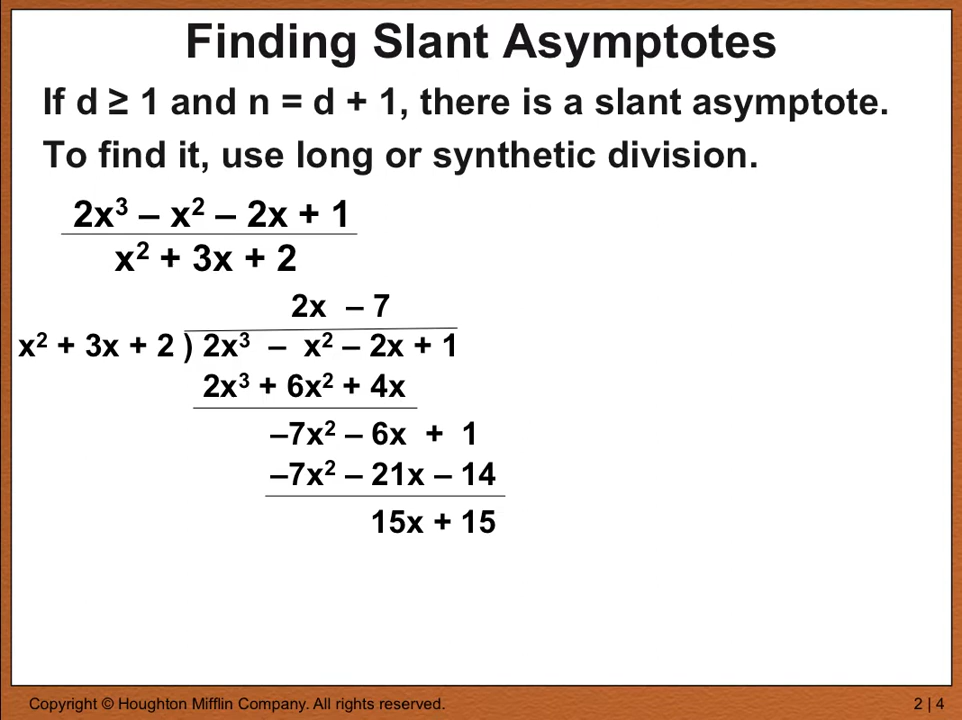 Finding Slant Asymptotes
If d ≥ 1 and n = d + 1, there is a slant asymptote.
To find it, use long or synthetic division.
2x³ – x² – 2x + 1
x² + 3x + 2
2x – 7
x² + 3x + 2 ) 2x³ – x² – 2x + 1
2x³ + 6x² + 4x
–7x² – 6x + 1
–7x² – 21x – 14
15x + 15
Copyright © Houghton Mifflin Company. All rights reserved.
2 | 4